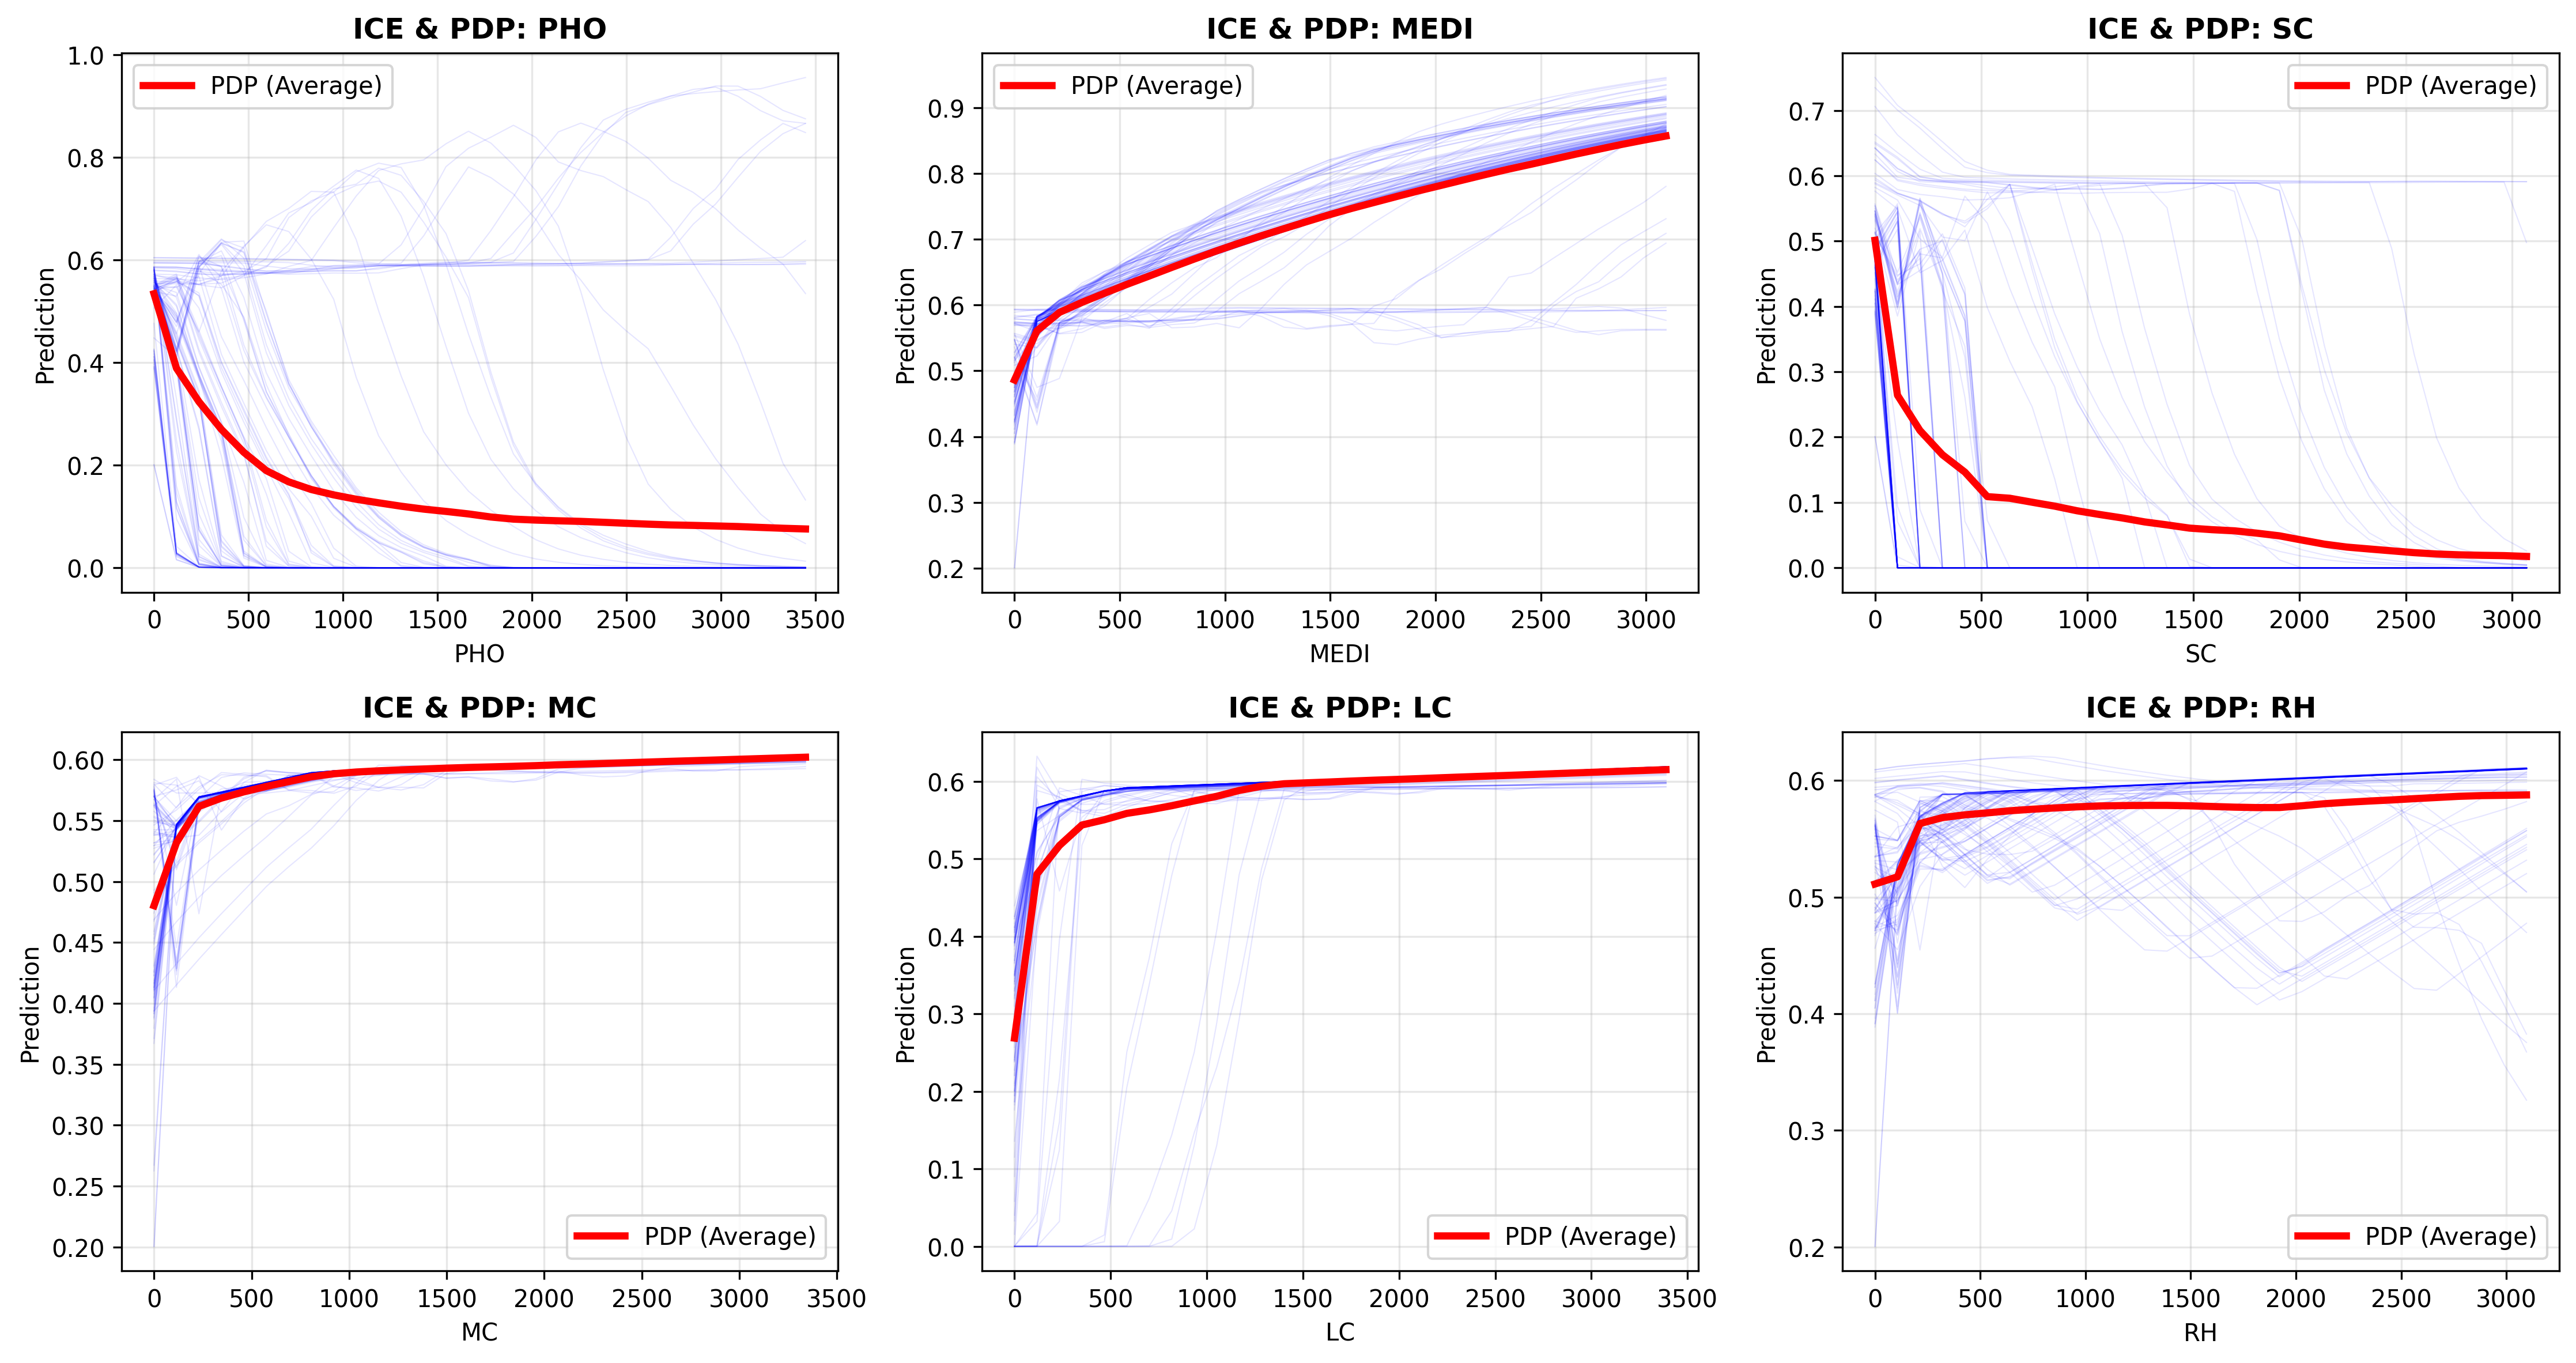 ICE & PDP: PHO
PDP (Average)
1.0
0.8
0.6
0.4
0.2
0.0
Prediction
0 500 1000 1500 2000 2500 3000 3500
PHO
ICE & PDP: MEDI
PDP (Average)
0.9
0.8
0.7
0.6
0.5
0.4
0.3
0.2
Prediction
0 500 1000 1500 2000 2500 3000
MEDI
ICE & PDP: SC
PDP (Average)
0.7
0.6
0.5
0.4
0.3
0.2
0.1
0.0
Prediction
0 500 1000 1500 2000 2500 3000
SC
ICE & PDP: MC
0.60
0.55
0.50
0.45
0.40
0.35
0.30
0.25
0.20
Prediction
PDP (Average)
0 500 1000 1500 2000 2500 3000 3500
MC
ICE & PDP: LC
0.6
0.5
0.4
0.3
0.2
0.1
0.0
Prediction
PDP (Average)
0 500 1000 1500 2000 2500 3000 3500
LC
ICE & PDP: RH
0.6
0.5
0.4
0.3
0.2
Prediction
PDP (Average)
0 500 1000 1500 2000 2500 3000
RH